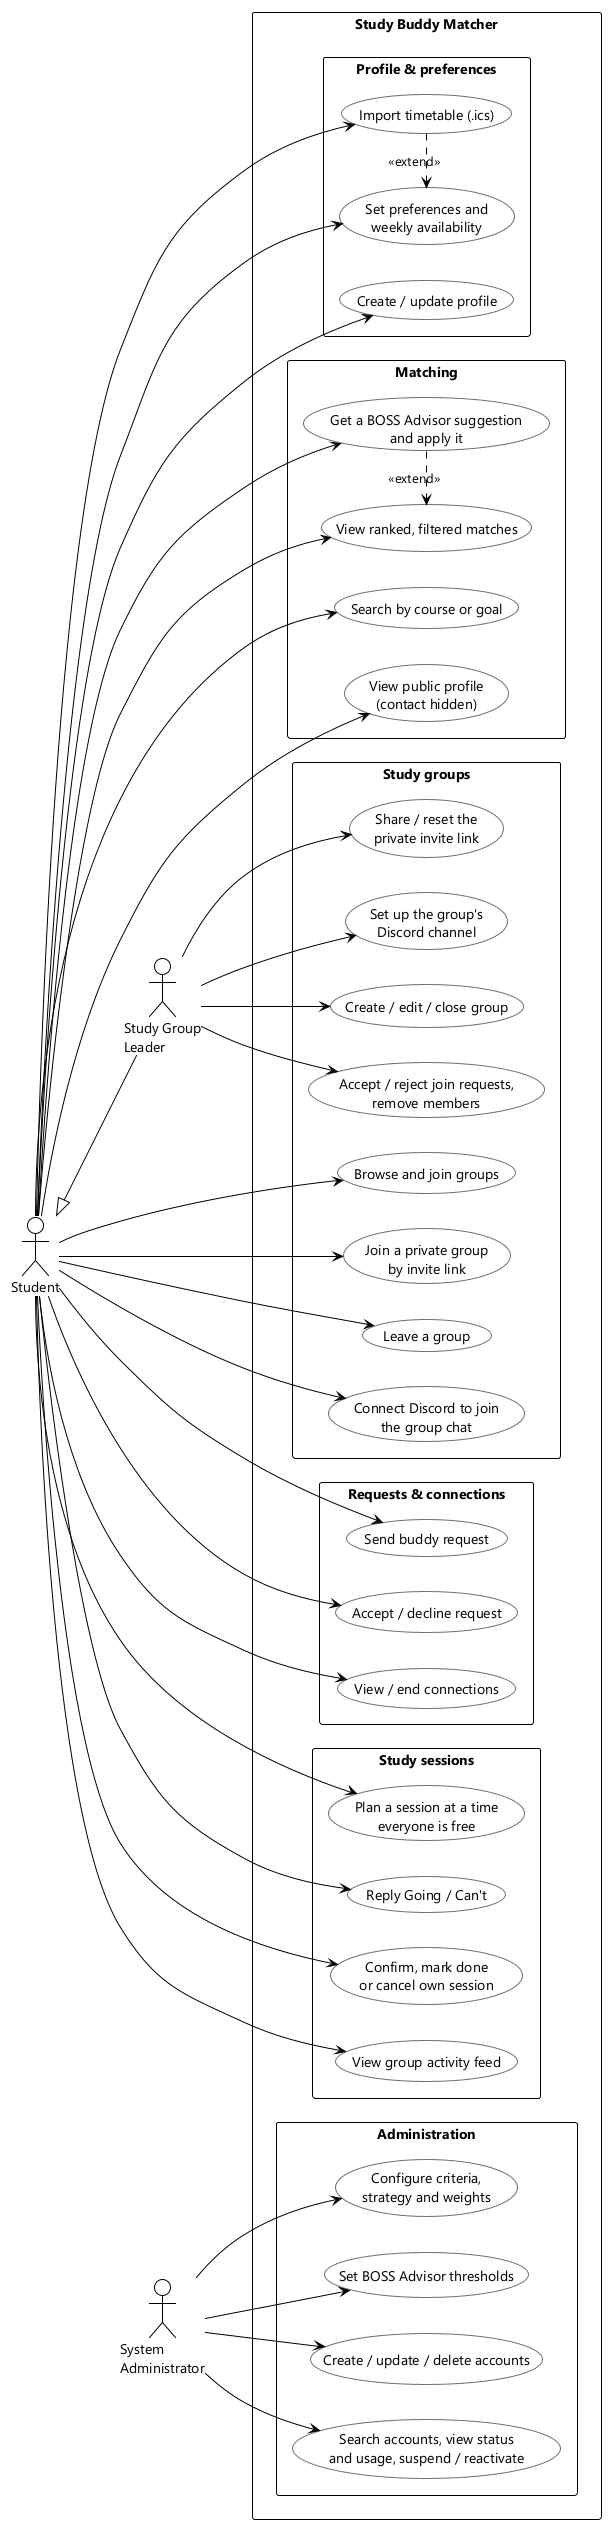 Study Buddy Matcher
Profile & preferences
Import timetable (.ics)
«extend»
Set preferences and
weekly availability
Create / update profile
Matching
Get a BOSS Advisor suggestion
and apply it
«extend»
View ranked, filtered matches
Search by course or goal
View public profile
(contact hidden)
Study groups
Share / reset the
private invite link
Set up the group's
Discord channel
Study Group
Leader
Create / edit / close group
Accept / reject join requests,
remove members
Browse and join groups
Student
Join a private group
by invite link
Leave a group
Connect Discord to join
the group chat
Requests & connections
Send buddy request
Accept / decline request
View / end connections
Study sessions
Plan a session at a time
everyone is free
Reply Going / Can't
Confirm, mark done
or cancel own session
View group activity feed
Administration
Configure criteria,
strategy and weights
Set BOSS Advisor thresholds
System
Administrator
Create / update / delete accounts
Search accounts, view status
and usage, suspend / reactivate